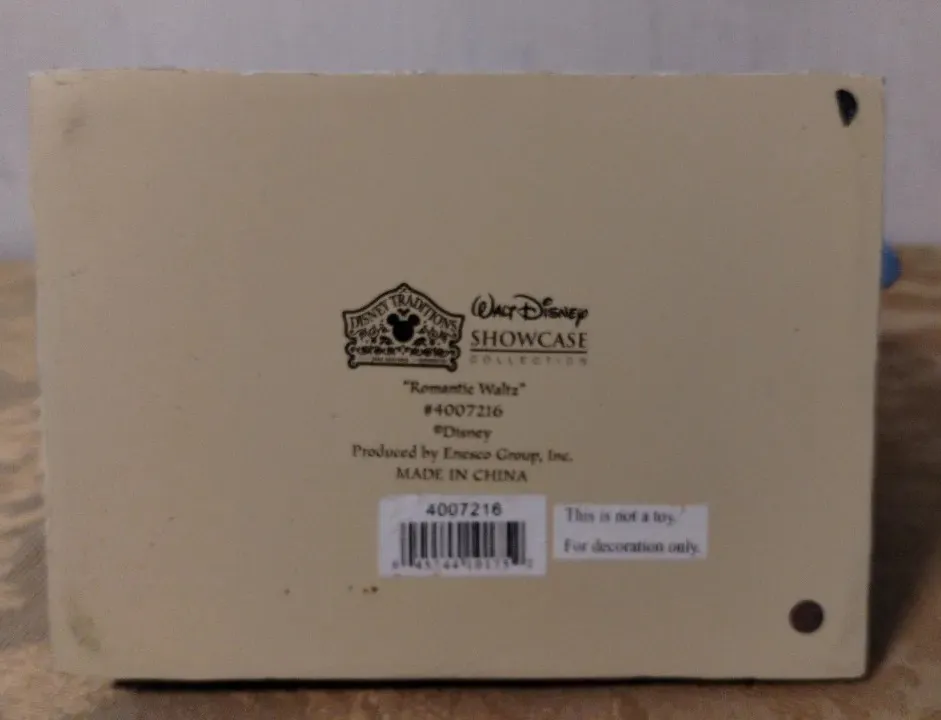 DISNEY TRADITIONS
Walt Disney
SHOWCASE
COLLECTION
"Romantic Waltz"
#4007216
©Disney
Produced by Enesco Group, Inc.
MADE IN CHINA
4007216
This is not a toy.
For decoration only.